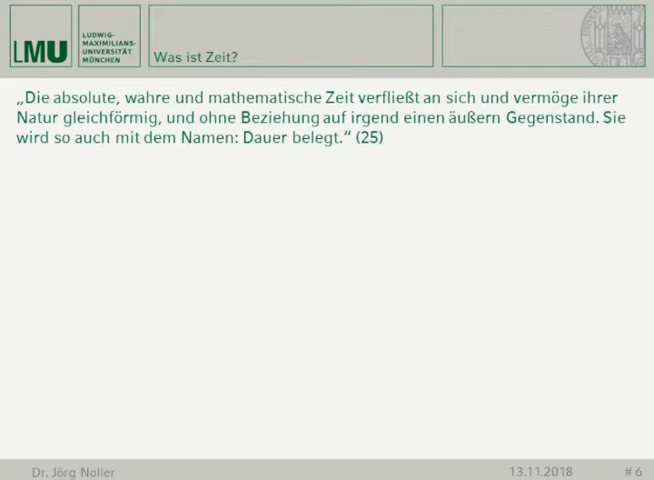 LMU
LUDWIG-
MAXIMILIANS-
UNIVERSITÄT
MÜNCHEN
Was ist Zeit?
„Die absolute, wahre und mathematische Zeit verfließt an sich und vermöge ihrer
Natur gleichförmig, und ohne Beziehung auf irgend einen äußern Gegenstand. Sie
wird so auch mit dem Namen: Dauer belegt.“ (25)
Dr. Jörg Noller
13.11.2018
# 6